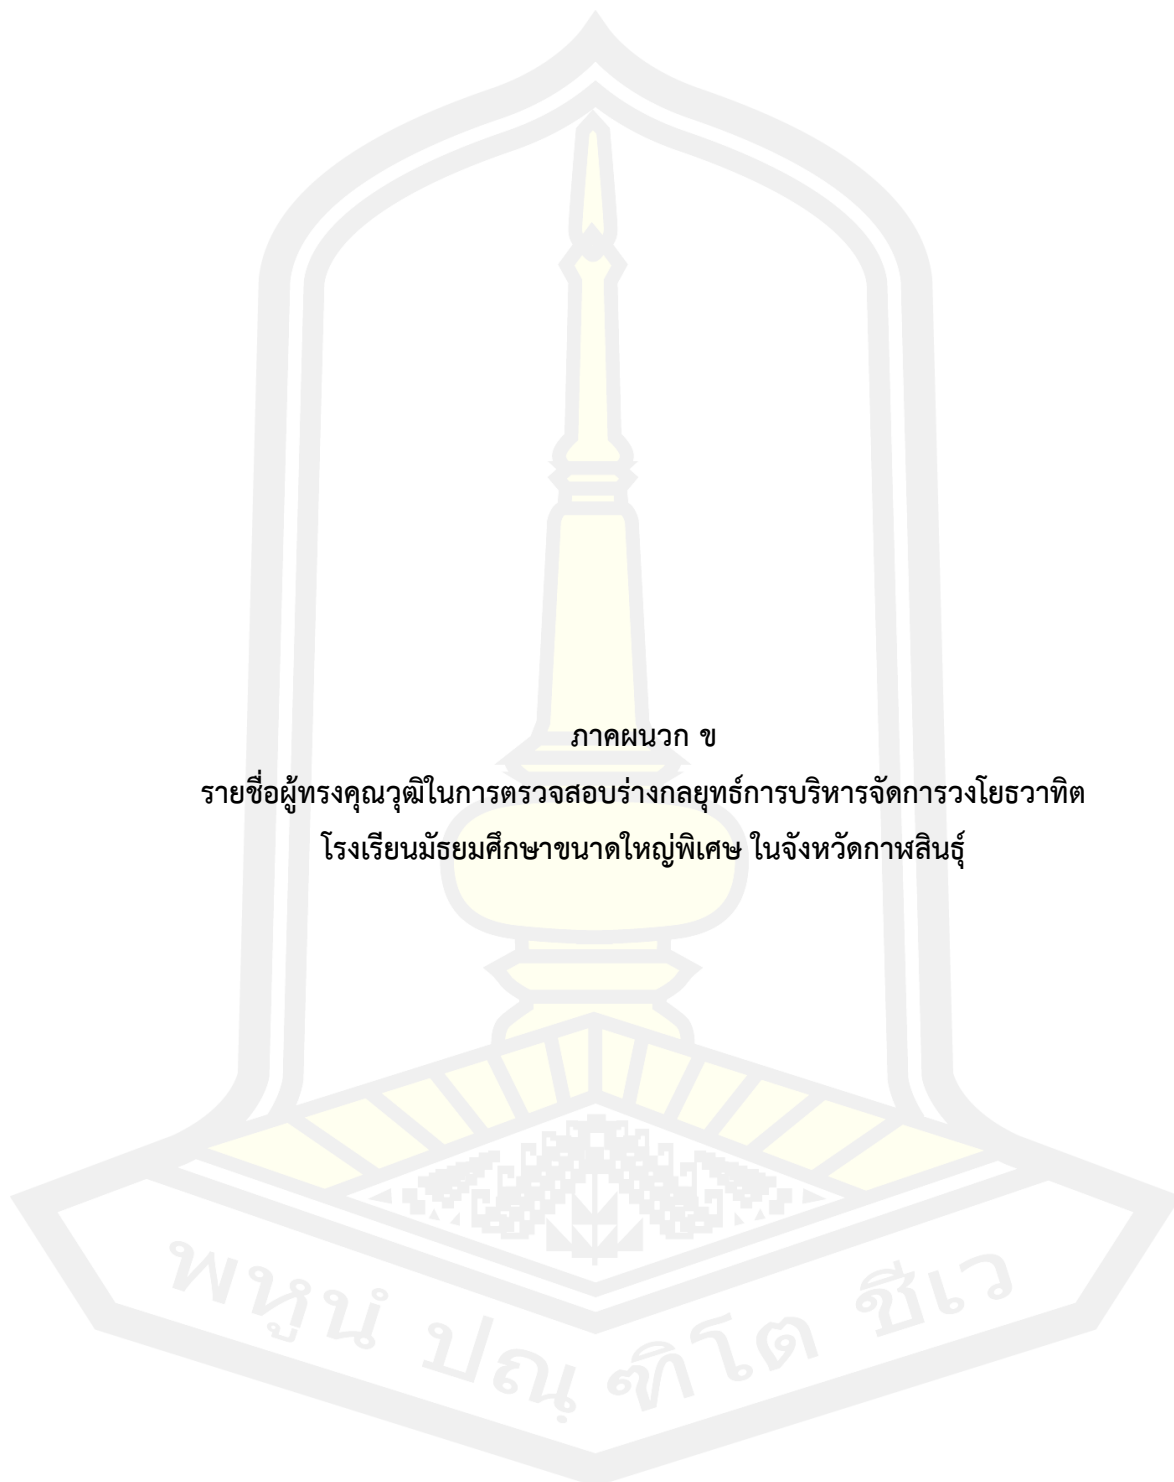 ภาคผนวก ข
รายชื่อผู้ทรงคุณวุฒิในการตรวจสอบร่างกลยุทธ์การบริหารจัดการวงโยธวาทิต
โรงเรียนมัธยมศึกษาขนาดใหญ่พิเศษ ในจังหวัดกาฬสินธุ์
พหูนํ ปณฺฑิโต ชีเว